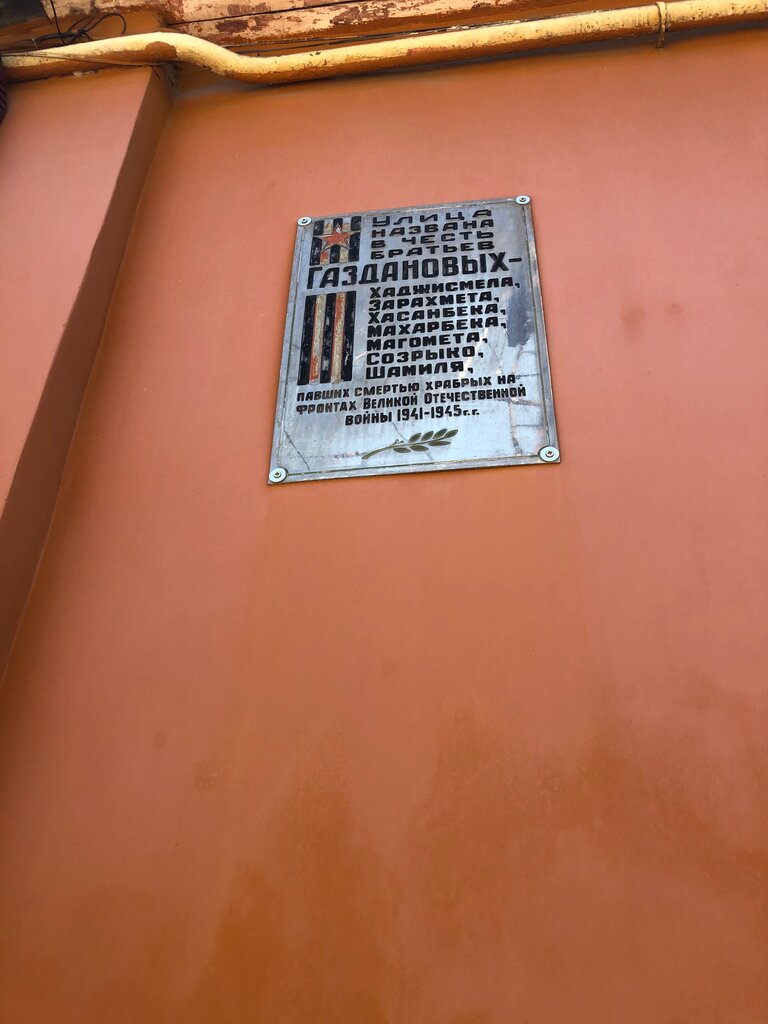 УЛИЦА
НАЗВАНА
В ЧЕСТЬ
БРАТЬЕВ
ГАЗДАНОВЫХ-
ХАДЖИСМЕЛА,
ЗАРАХМЕТА,
ХАСАНБЕКА,
МАХАРБЕКА,
МАГОМЕТА,
СОЗРЫКО,
ШАМИЛЯ,
ПАВШИХ СМЕРТЬЮ ХРАБРЫХ НА
ФРОНТАХ ВЕЛИКОЙ ОТЕЧЕСТВЕННОЙ
ВОЙНЫ 1941-1945г.г.